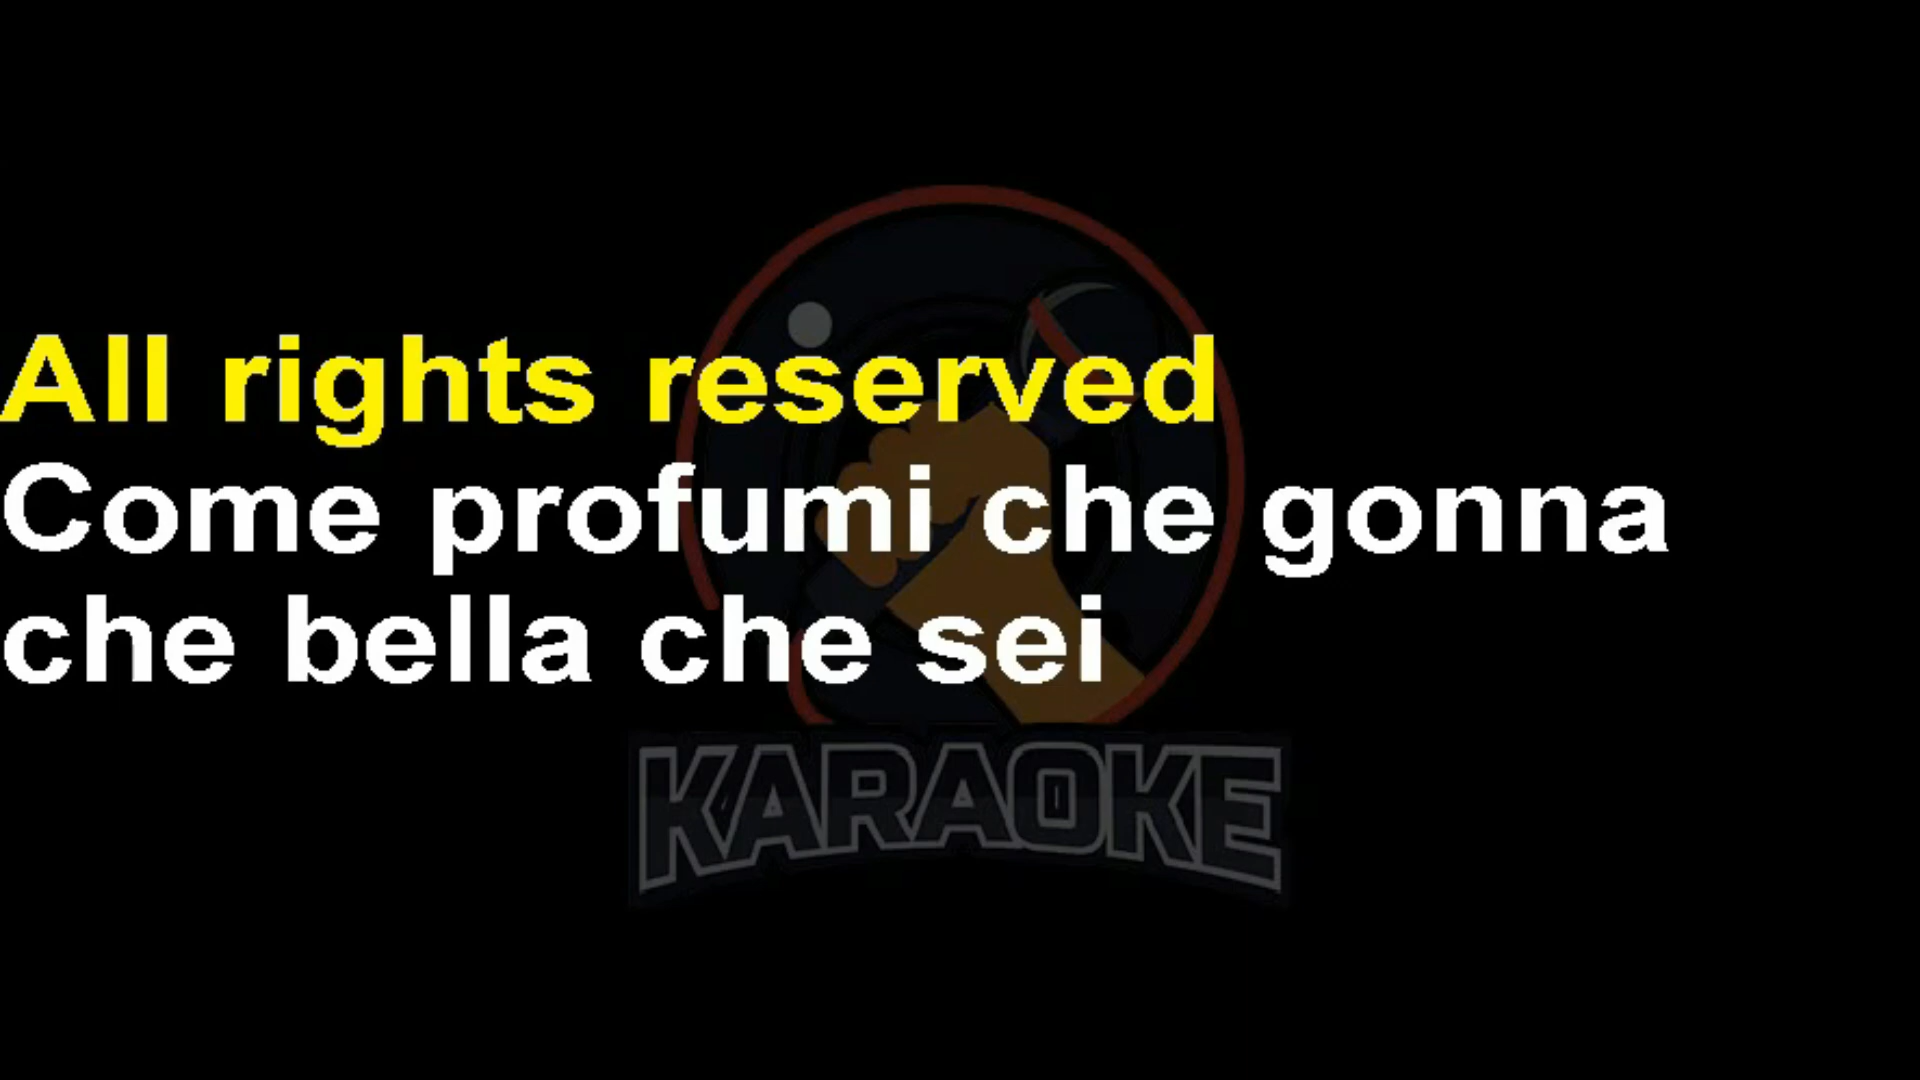 All rights reserved
Come profumi che gonna
che bella che sei
KARAOKE